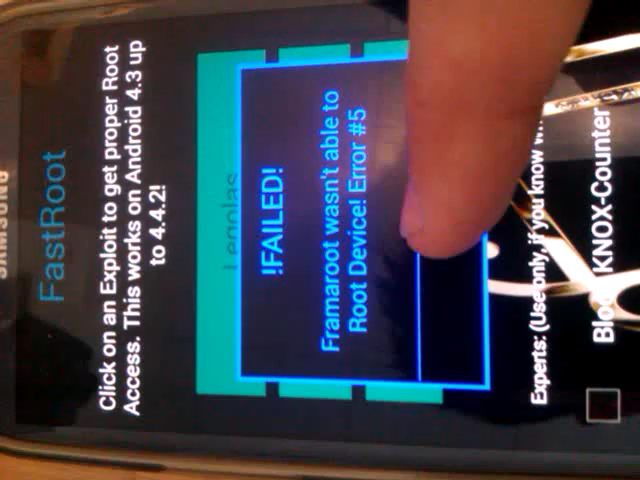 SAMSUNG
FastRoot
Click on an Exploit to get proper Root
Access. This works on Android 4.3 up
to 4.4.2!
Legolas
!FAILED!
Framaroot wasn't able to
Root Device! Error #5
Experts: (Use only, if you know
KNOX-Counter